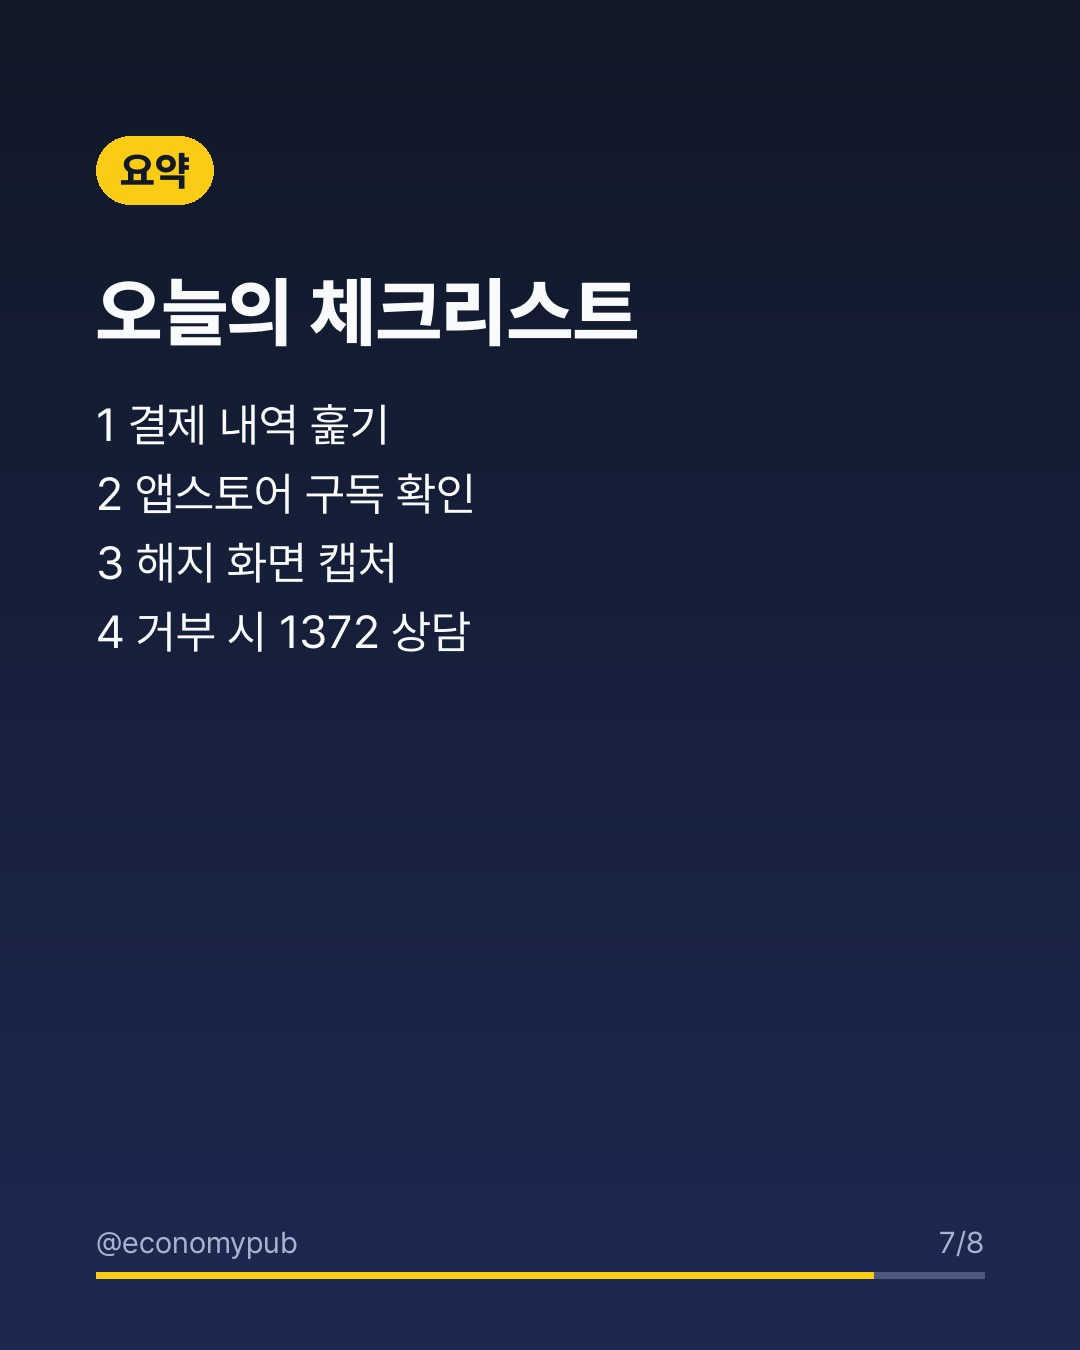 요약
오늘의 체크리스트
1 결제 내역 훑기
2 앱스토어 구독 확인
3 해지 화면 캡처
4 거부 시 1372 상담
@economypub
7/8